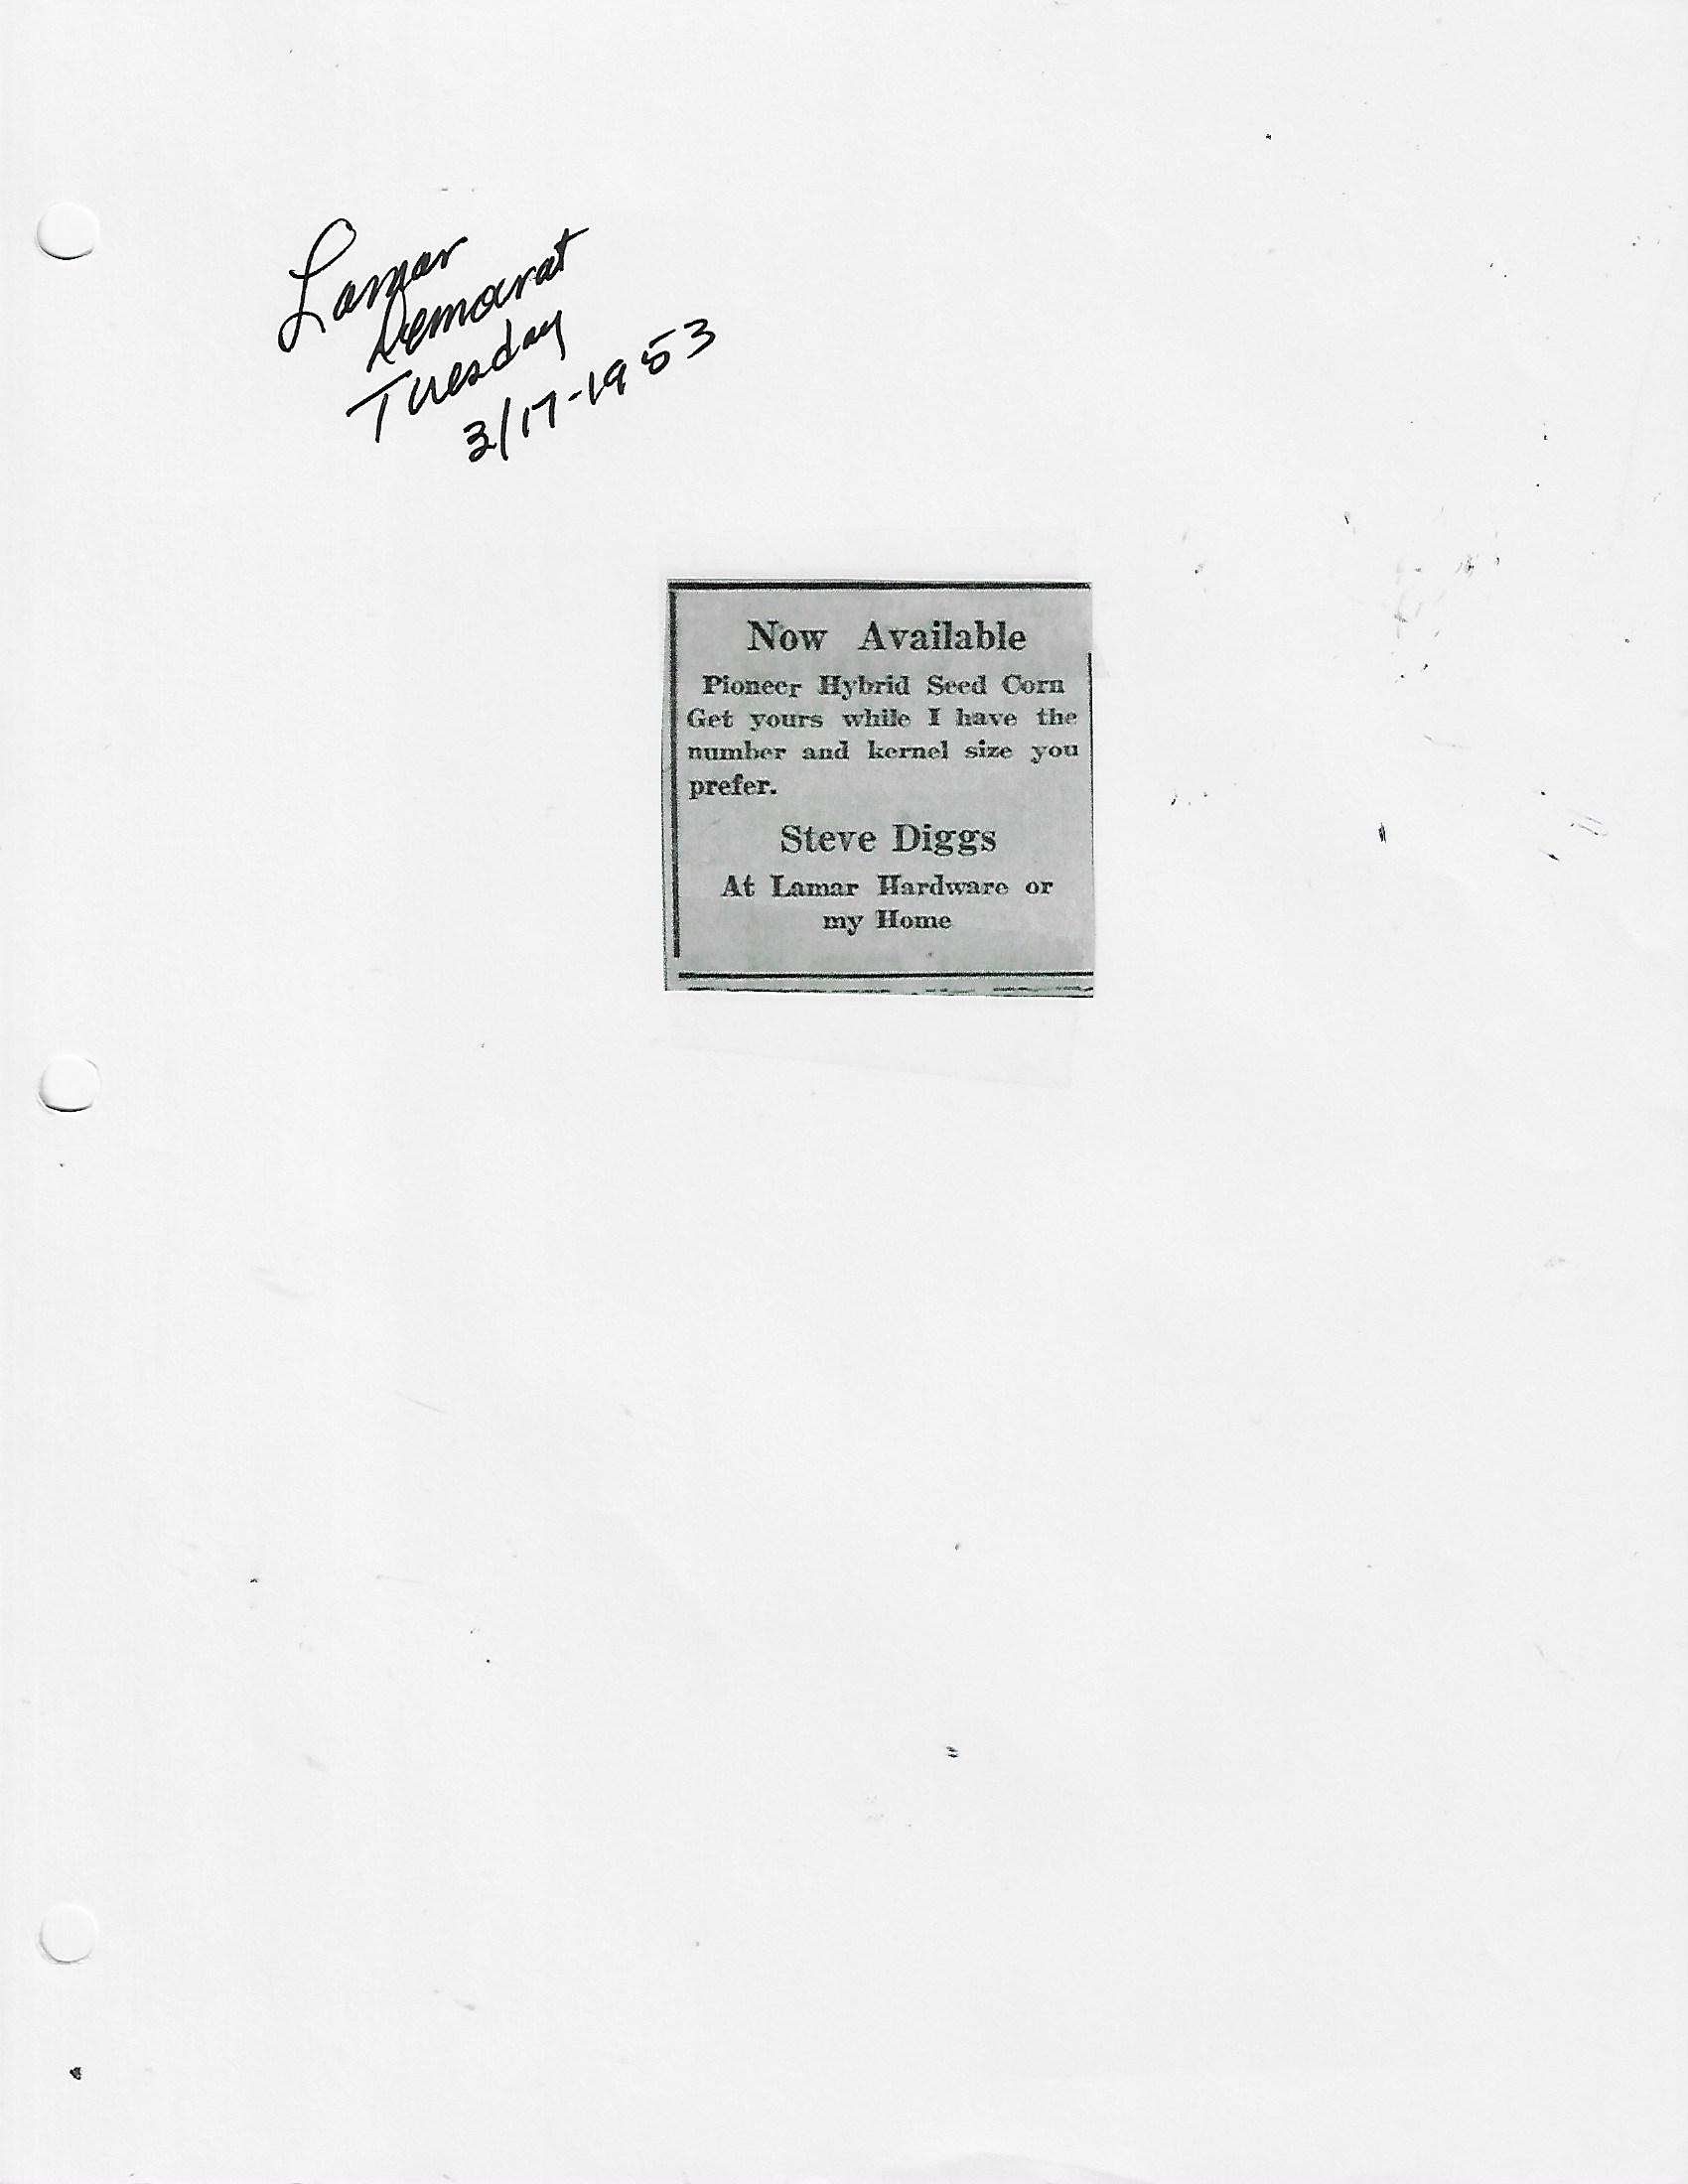 Lamar
Democrat
Tuesday
3/17-1953
Now Available
Pioneer Hybrid Seed Corn
Get yours while I have the
number and kernel size you
prefer.
Steve Diggs
At Lamar Hardware or
my Home